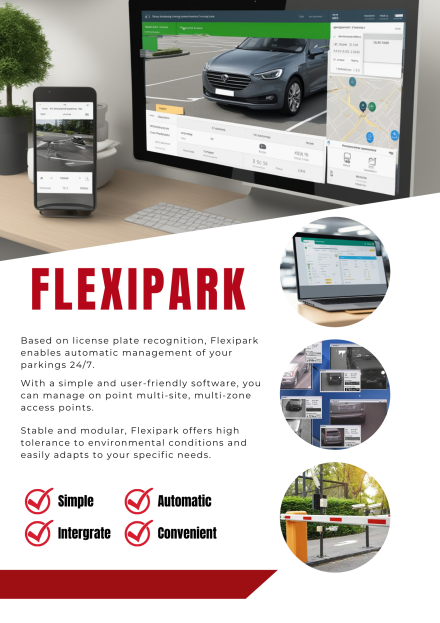 FLEXIPARK
Based on license plate recognition, Flexipark
enables automatic management of your
parkings 24/7.
With a simple and user-friendly software, you
can manage on point multi-site, multi-zone
access points.
Stable and modular, Flexipark offers high
tolerance to environmental conditions and
easily adapts to your specific needs.
Simple
Automatic
Intergrate
Convenient